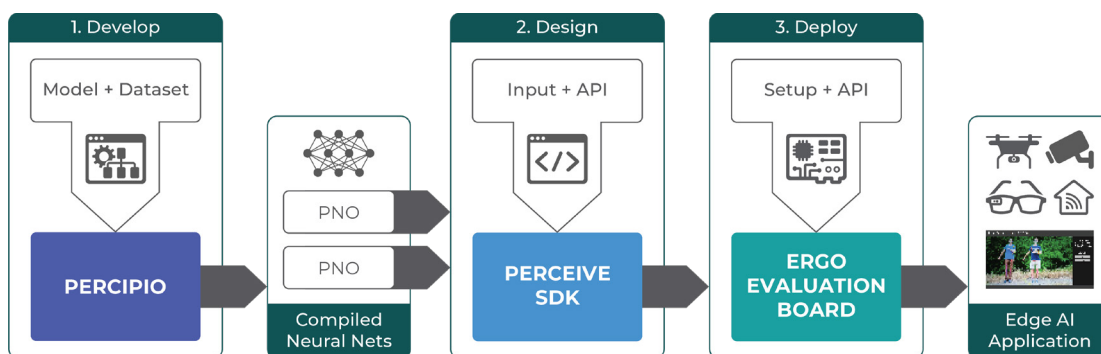 1. Develop
Model + Dataset
PERCIPIO
PNO
PNO
Compiled
Neural Nets
2. Design
Input + API
</>
PERCEIVE
SDK
3. Deploy
Setup + API
ERGO
EVALUATION
BOARD
Edge AI
Application